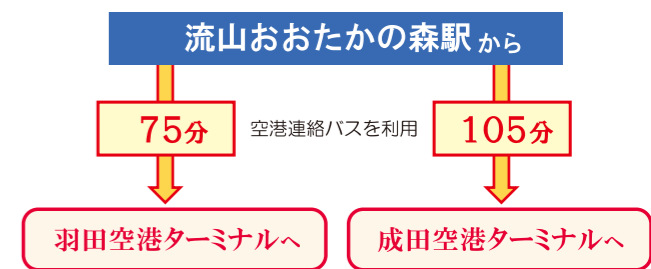 流山おおたかの森駅から
75分
空港連絡バスを利用
105分
羽田空港ターミナルへ
成田空港ターミナルへ